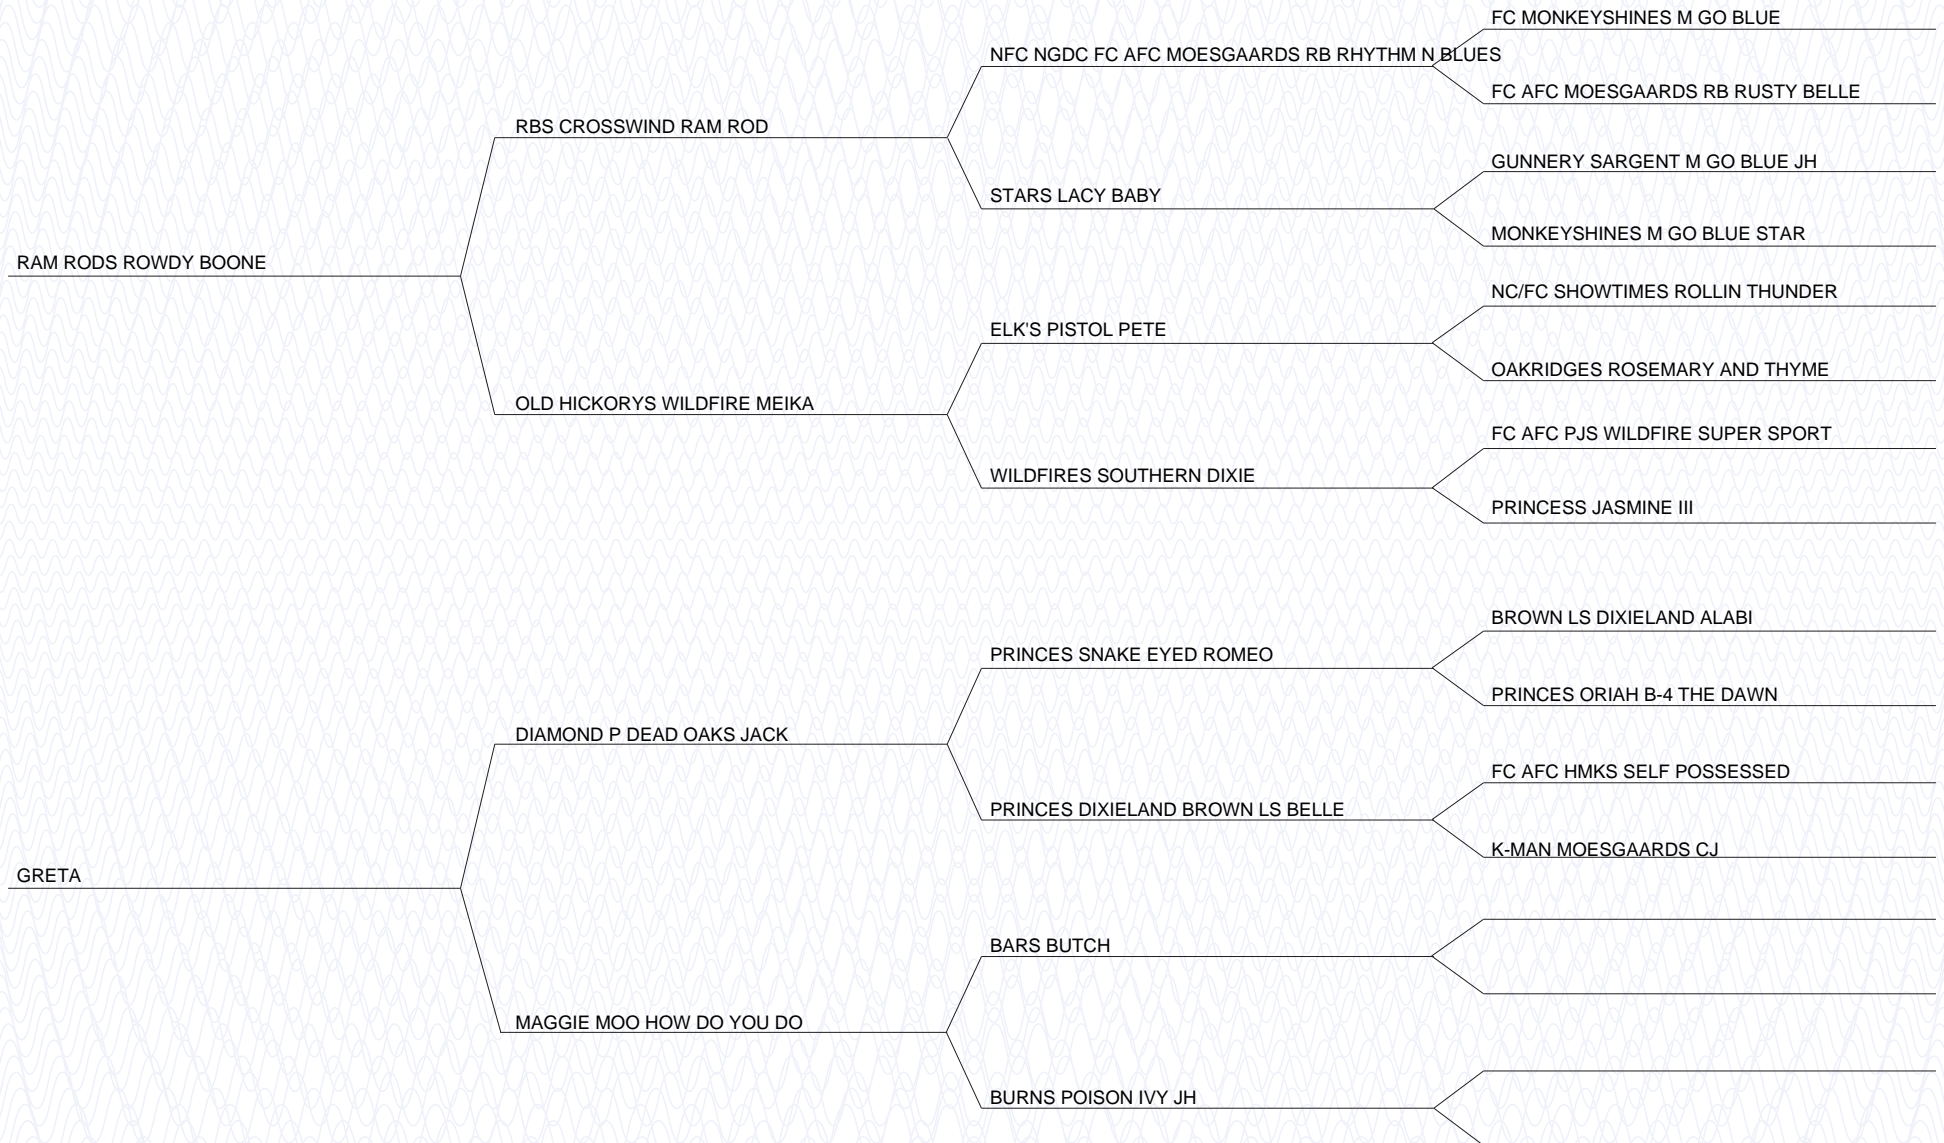 FC MONKEYSHINES M GO BLUE
NFC NGDC FC AFC MOESGAARDS RB RHYTHM N BLUES
FC AFC MOESGAARDS RB RUSTY BELLE
RBS CROSSWIND RAM ROD
GUNNERY SARGENT M GO BLUE JH
STARS LACY BABY
MONKEYSHINES M GO BLUE STAR
RAM RODS ROWDY BOONE
NC/FC SHOWTIMES ROLLIN THUNDER
ELK'S PISTOL PETE
OAKRIDGES ROSEMARY AND THYME
OLD HICKORYS WILDFIRE MEIKA
FC AFC PJS WILDFIRE SUPER SPORT
WILDFIRES SOUTHERN DIXIE
PRINCESS JASMINE III
BROWN LS DIXIELAND ALABI
PRINCES SNAKE EYED ROMEO
PRINCES ORIAH B-4 THE DAWN
DIAMOND P DEAD OAKS JACK
FC AFC HMKS SELF POSSESSED
PRINCES DIXIELAND BROWN LS BELLE
K-MAN MOESGAARDS CJ
GRETA
BARS BUTCH
MAGGIE MOO HOW DO YOU DO
BURNS POISON IVY JH